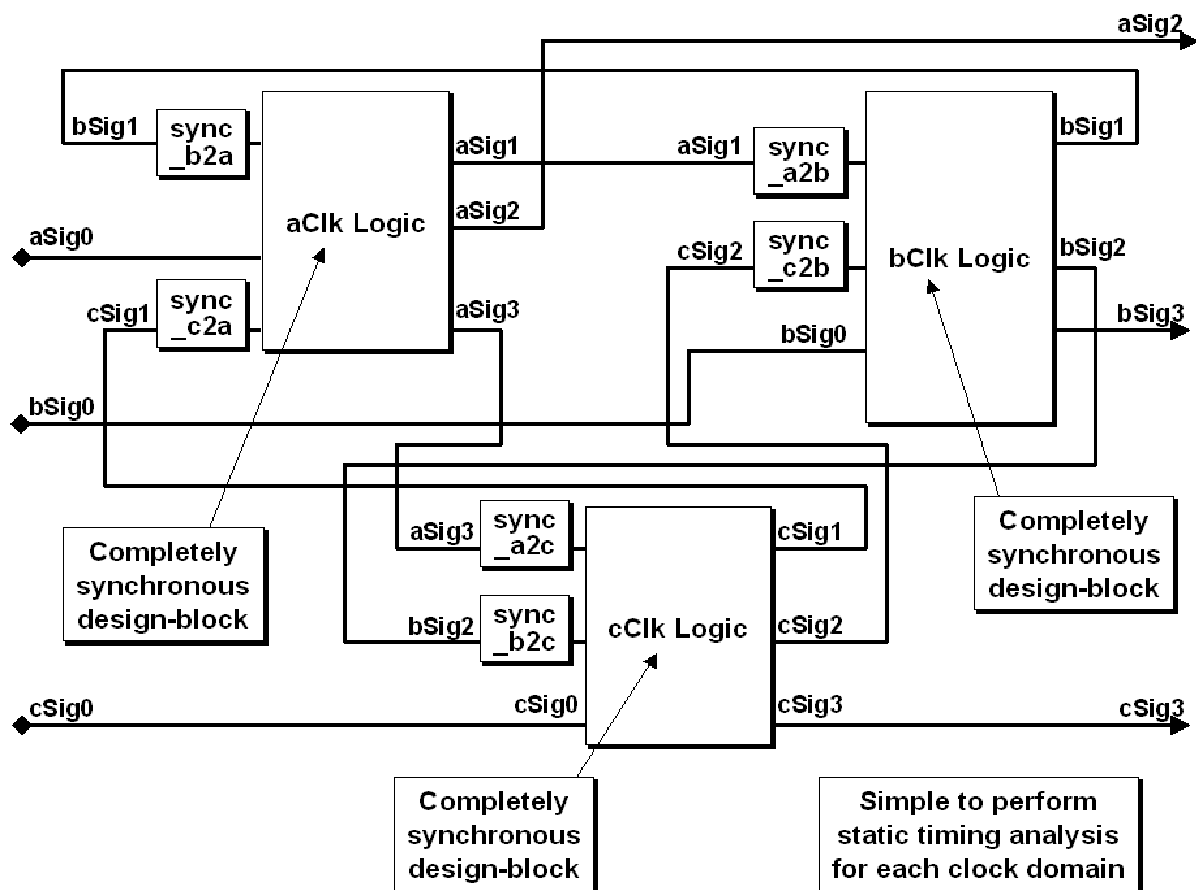 aSig2
bSig1
sync
_b2a
aSig1
aSig1
sync
_a2b
bSig1
aSig0
aClk Logic
aSig2
cSig2
sync
_c2b
bClk Logic
bSig2
cSig1
sync
_c2a
aSig3
bSig0
bSig3
bSig0
aSig3
sync
_a2c
cSig1
Completely
synchronous
design-block
Completely
synchronous
design-block
bSig2
sync
_b2c
cClk Logic
cSig2
cSig0
cSig0
cSig3
cSig3
Completely
synchronous
design-block
Simple to perform
static timing analysis
for each clock domain